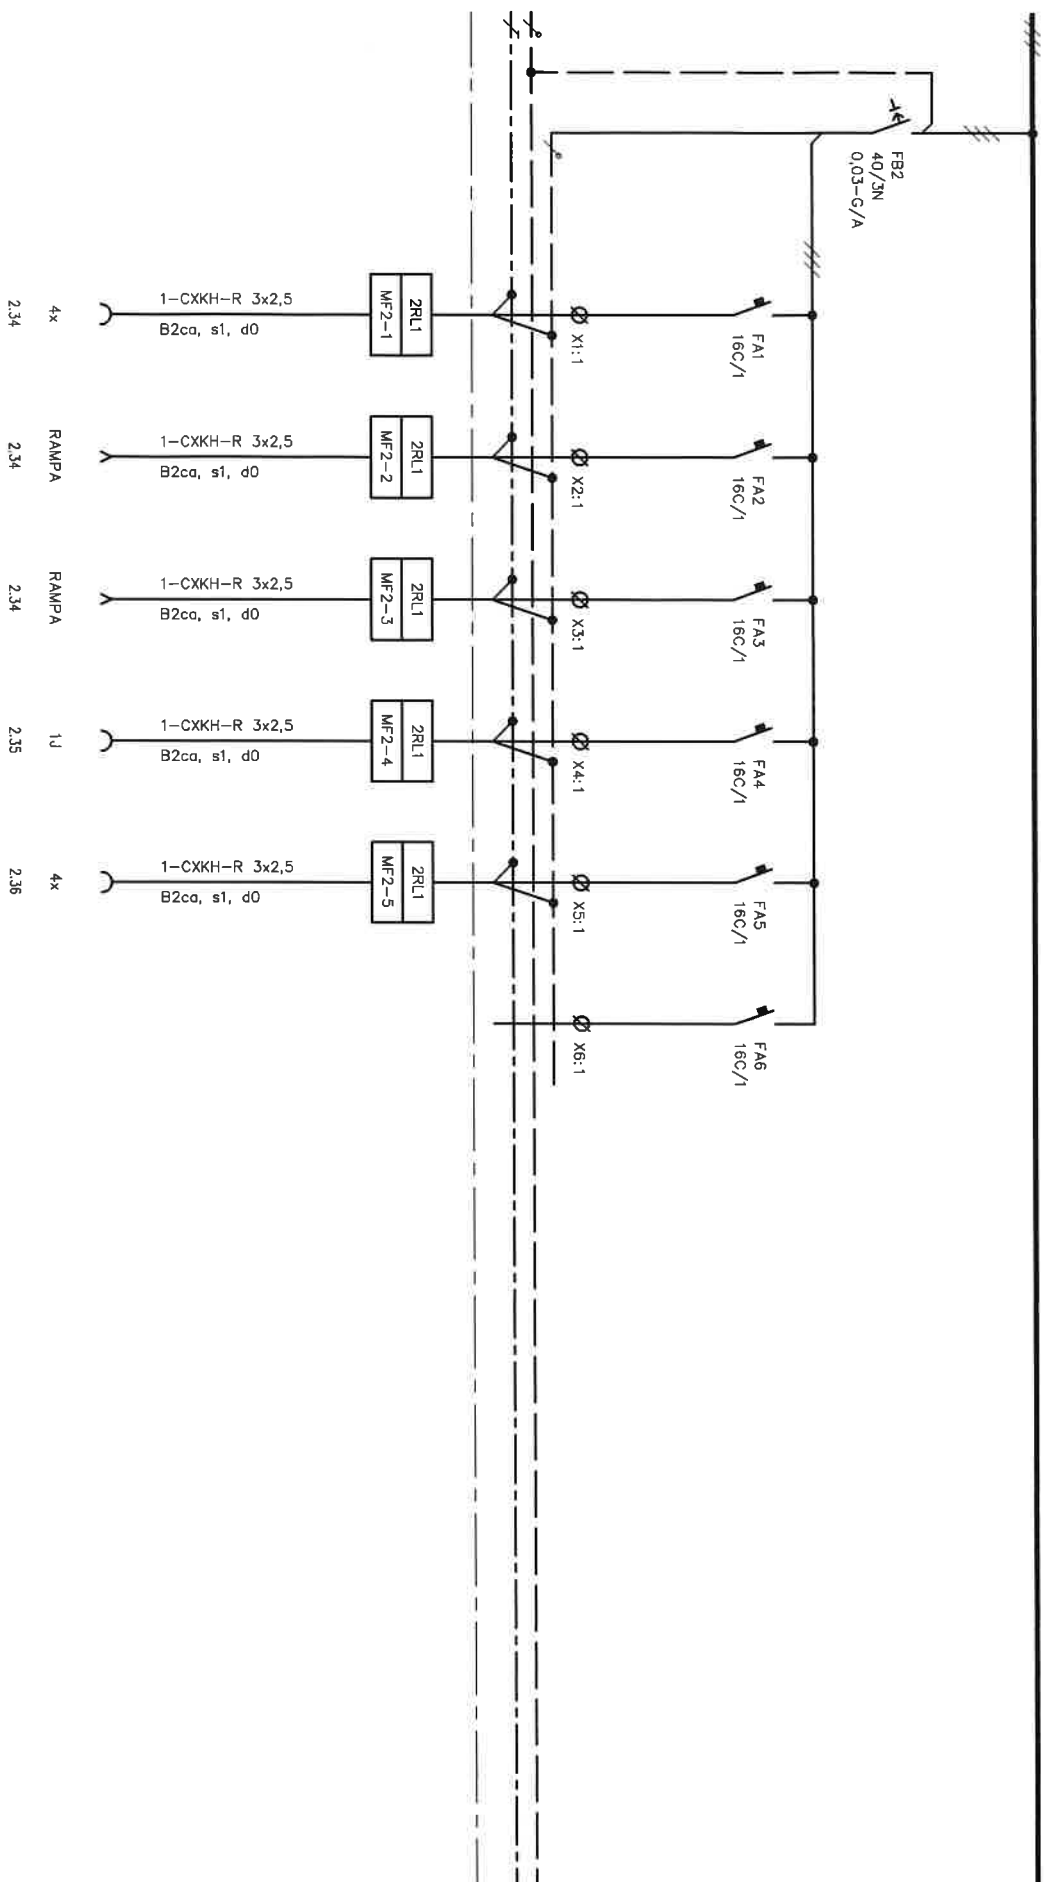 FB2
40/3N
0,03-G/A
FA1
16C/1
X1:1
2RL1
MF2-1
1-CXKH-R 3x2,5
B2ca, s1, d0
4x
2.34
FA2
16C/1
X2:1
2RL1
MF2-2
1-CXKH-R 3x2,5
B2ca, s1, d0
RAMPA
2.34
FA3
16C/1
X3:1
2RL1
MF2-3
1-CXKH-R 3x2,5
B2ca, s1, d0
RAMPA
2.34
FA4
16C/1
X4:1
2RL1
MF2-4
1-CXKH-R 3x2,5
B2ca, s1, d0
1J
2.35
FA5
16C/1
X5:1
2RL1
MF2-5
1-CXKH-R 3x2,5
B2ca, s1, d0
4x
2.36
FA6
16C/1
X6:1